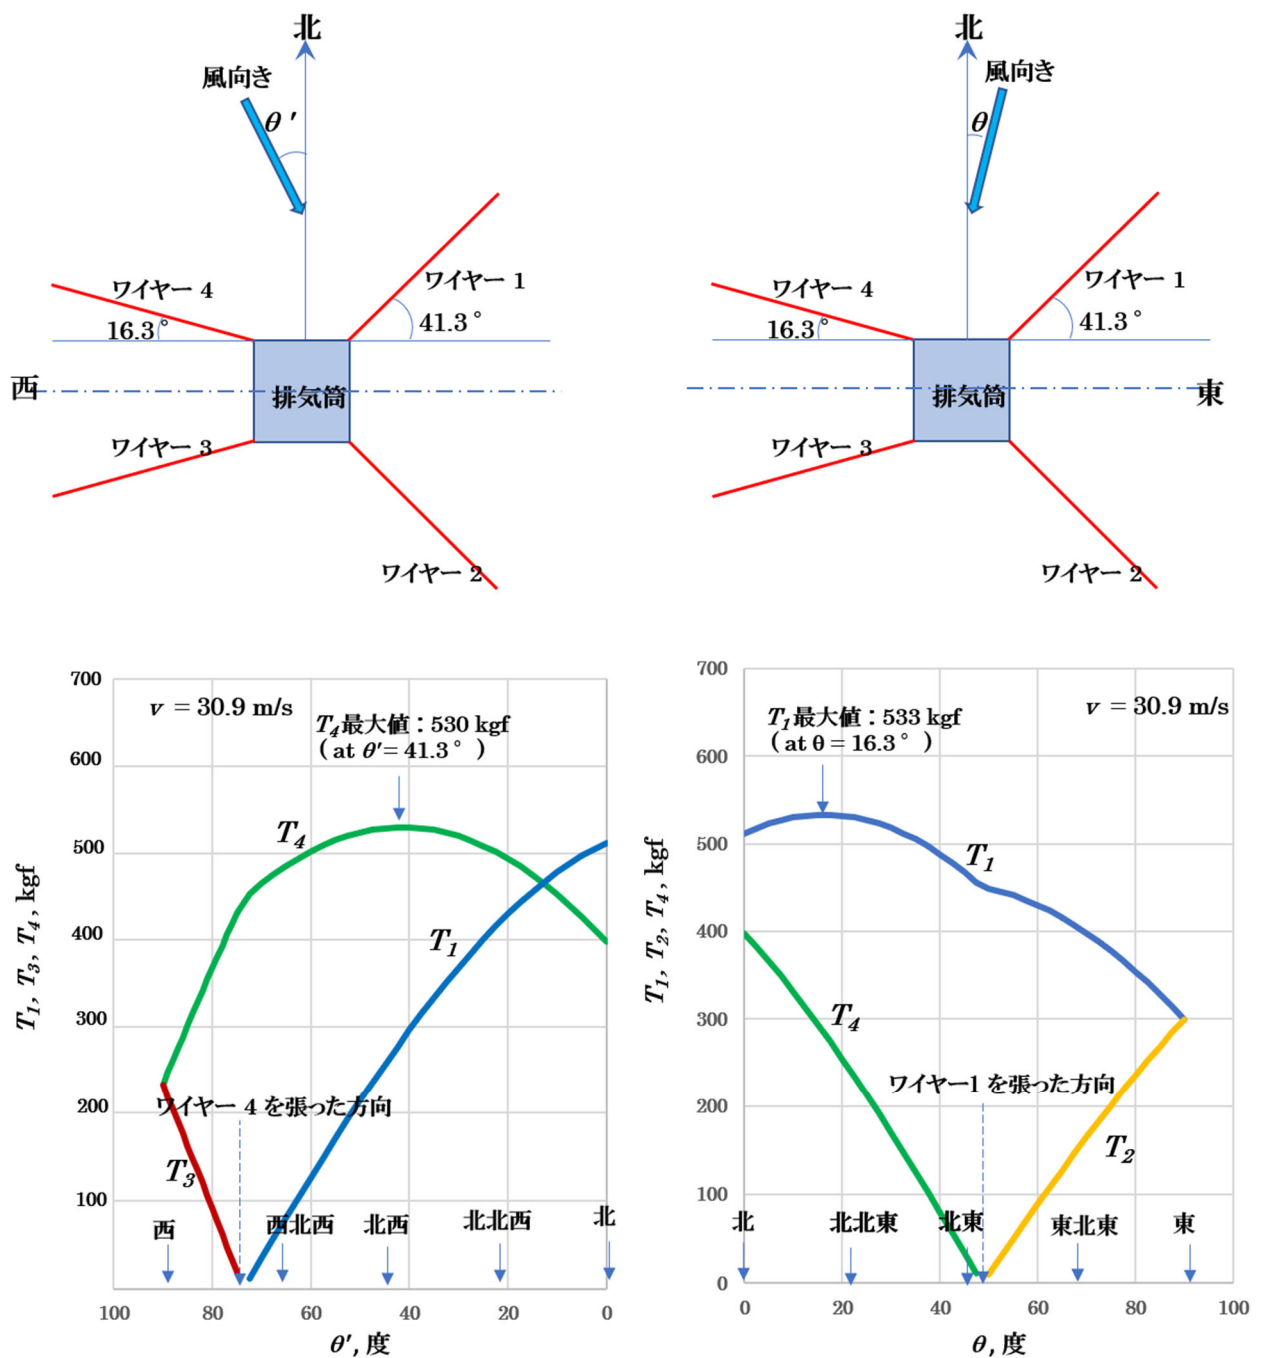 北
風向き
θ ′
ワイヤー 4
ワイヤー 1
16.3 °
41.3 °
西
排気筒
ワイヤー 3
ワイヤー 2
北
風向き
θ
ワイヤー 4
ワイヤー 1
16.3 °
41.3 °
排気筒
東
ワイヤー 3
ワイヤー 2
700
v = 30.9 m/s
T4最大値：530 kgf
( at θ′= 41.3 ° )
600
T4
500
T1
400
300
200
ワイヤー 4 を張った方向
T3
100
西
西北西
北西
北北西
北
100
80
60
40
20
0
θ′, 度
T1, T3, T4, kgf
700
T1最大値：533 kgf
( at θ = 16.3 ° )
v = 30.9 m/s
600
500
T1
400
300
T4
ワイヤー1 を張った方向
200
T2
100
北
北北東
北東
東北東
東
0
0
20
40
60
80
100
θ, 度
T1, T2, T4, kgf